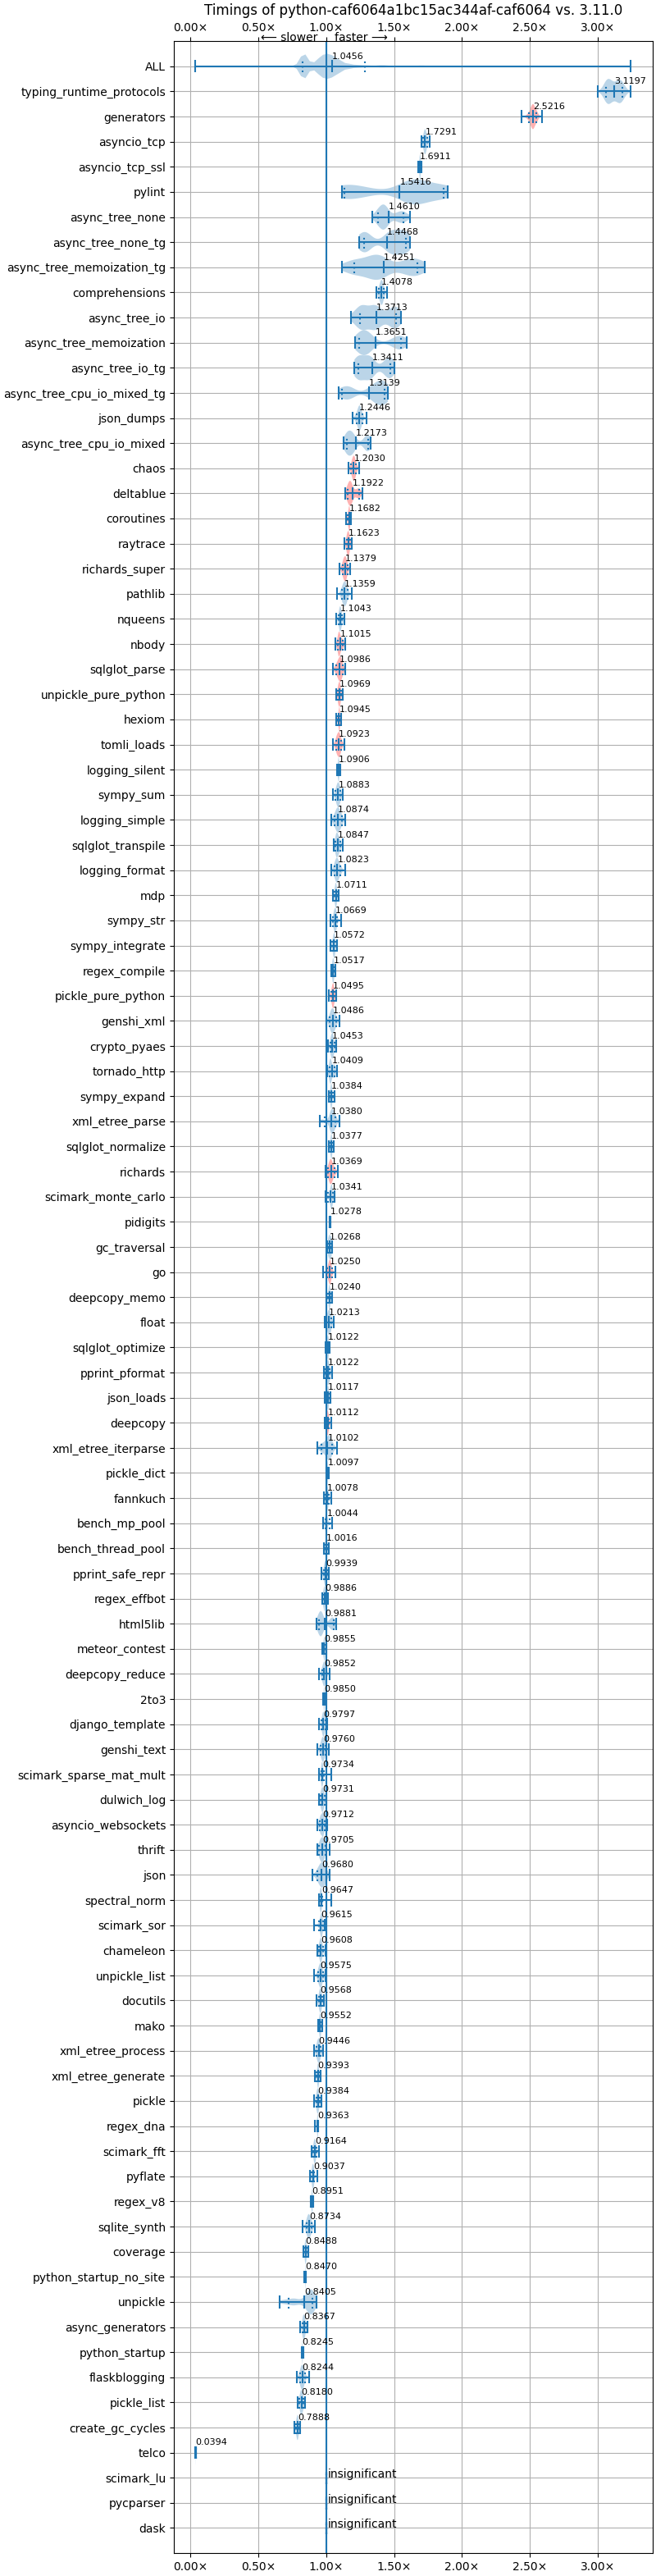 Timings of python-caf6064a1bc15ac344af-caf6064 vs. 3.11.0
0.00× 0.50× 1.00× 1.50× 2.00× 2.50× 3.00×
⟵ slower faster ⟶
ALL 1.0456
typing_runtime_protocols 3.1197
generators 2.5216
asyncio_tcp 1.7291
asyncio_tcp_ssl 1.6911
pylint 1.5416
async_tree_none 1.4610
async_tree_none_tg 1.4468
async_tree_memoization_tg 1.4251
comprehensions 1.4078
async_tree_io 1.3713
async_tree_memoization 1.3651
async_tree_io_tg 1.3411
async_tree_cpu_io_mixed_tg 1.3139
json_dumps 1.2446
async_tree_cpu_io_mixed 1.2173
chaos 1.2030
deltablue 1.1922
coroutines 1.1682
raytrace 1.1623
richards_super 1.1379
pathlib 1.1359
nqueens 1.1043
nbody 1.1015
sqlglot_parse 1.0986
unpickle_pure_python 1.0969
hexiom 1.0945
tomli_loads 1.0923
logging_silent 1.0906
sympy_sum 1.0883
logging_simple 1.0874
sqlglot_transpile 1.0847
logging_format 1.0823
mdp 1.0711
sympy_str 1.0669
sympy_integrate 1.0572
regex_compile 1.0517
pickle_pure_python 1.0495
genshi_xml 1.0486
crypto_pyaes 1.0453
tornado_http 1.0409
sympy_expand 1.0384
xml_etree_parse 1.0380
sqlglot_normalize 1.0377
richards 1.0369
scimark_monte_carlo 1.0341
pidigits 1.0278
gc_traversal 1.0268
go 1.0250
deepcopy_memo 1.0240
float 1.0213
sqlglot_optimize 1.0122
pprint_pformat 1.0122
json_loads 1.0117
deepcopy 1.0112
xml_etree_iterparse 1.0102
pickle_dict 1.0097
fannkuch 1.0078
bench_mp_pool 1.0044
bench_thread_pool 1.0016
pprint_safe_repr 0.9939
regex_effbot 0.9886
html5lib 0.9881
meteor_contest 0.9855
deepcopy_reduce 0.9852
2to3 0.9850
django_template 0.9797
genshi_text 0.9760
scimark_sparse_mat_mult 0.9734
dulwich_log 0.9731
asyncio_websockets 0.9712
thrift 0.9705
json 0.9680
spectral_norm 0.9647
scimark_sor 0.9615
chameleon 0.9608
unpickle_list 0.9575
docutils 0.9568
mako 0.9552
xml_etree_process 0.9446
xml_etree_generate 0.9393
pickle 0.9384
regex_dna 0.9363
scimark_fft 0.9164
pyflate 0.9037
regex_v8 0.8951
sqlite_synth 0.8734
coverage 0.8488
python_startup_no_site 0.8470
unpickle 0.8405
async_generators 0.8367
python_startup 0.8245
flaskblogging 0.8244
pickle_list 0.8180
create_gc_cycles 0.7888
telco 0.0394
scimark_lu insignificant
pycparser insignificant
dask insignificant
0.00× 0.50× 1.00× 1.50× 2.00× 2.50× 3.00×